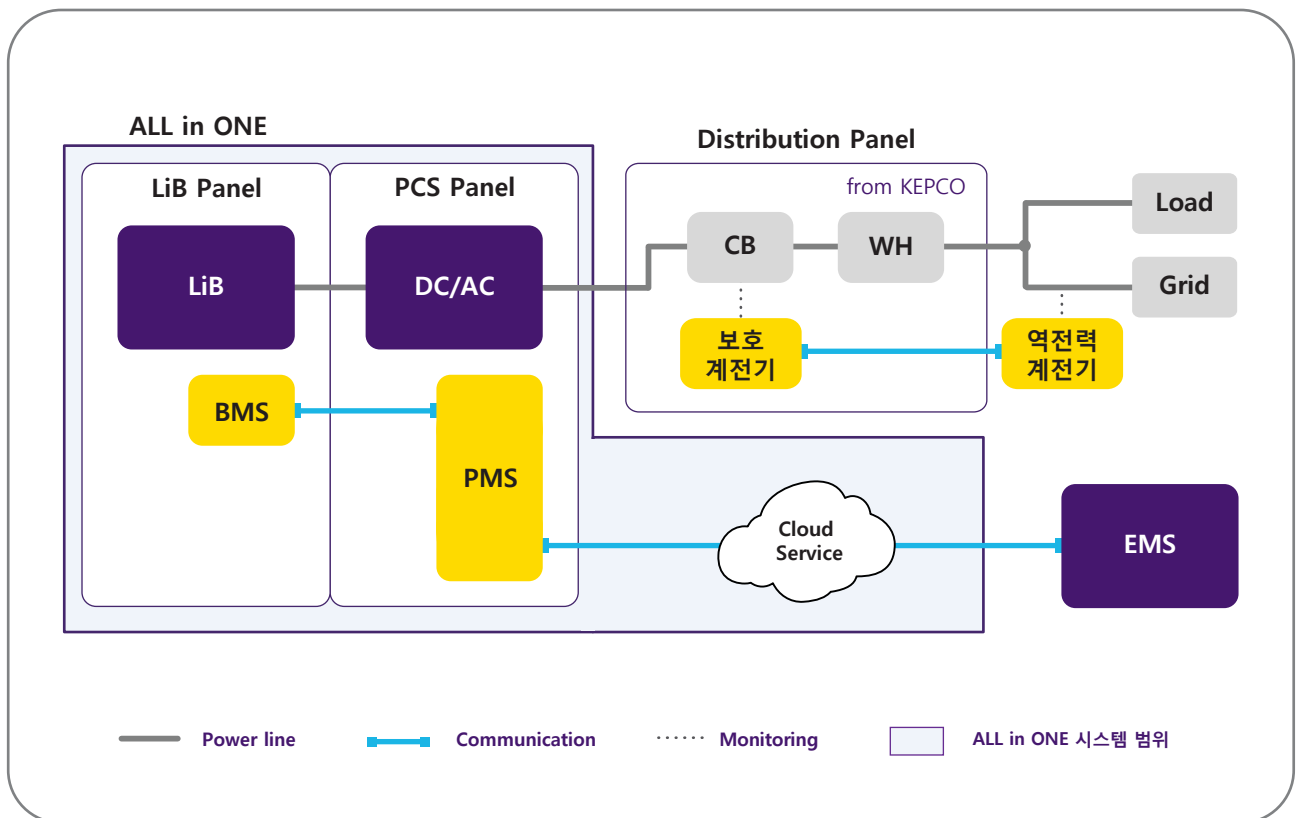 ALL in ONE
LiB Panel
PCS Panel
LiB
DC/AC
BMS
PMS
Distribution Panel
from KEPCO
CB
WH
보호
계전기
역전력
계전기
Load
Grid
Cloud
Service
EMS
Power line
Communication
Monitoring
ALL in ONE 시스템 범위